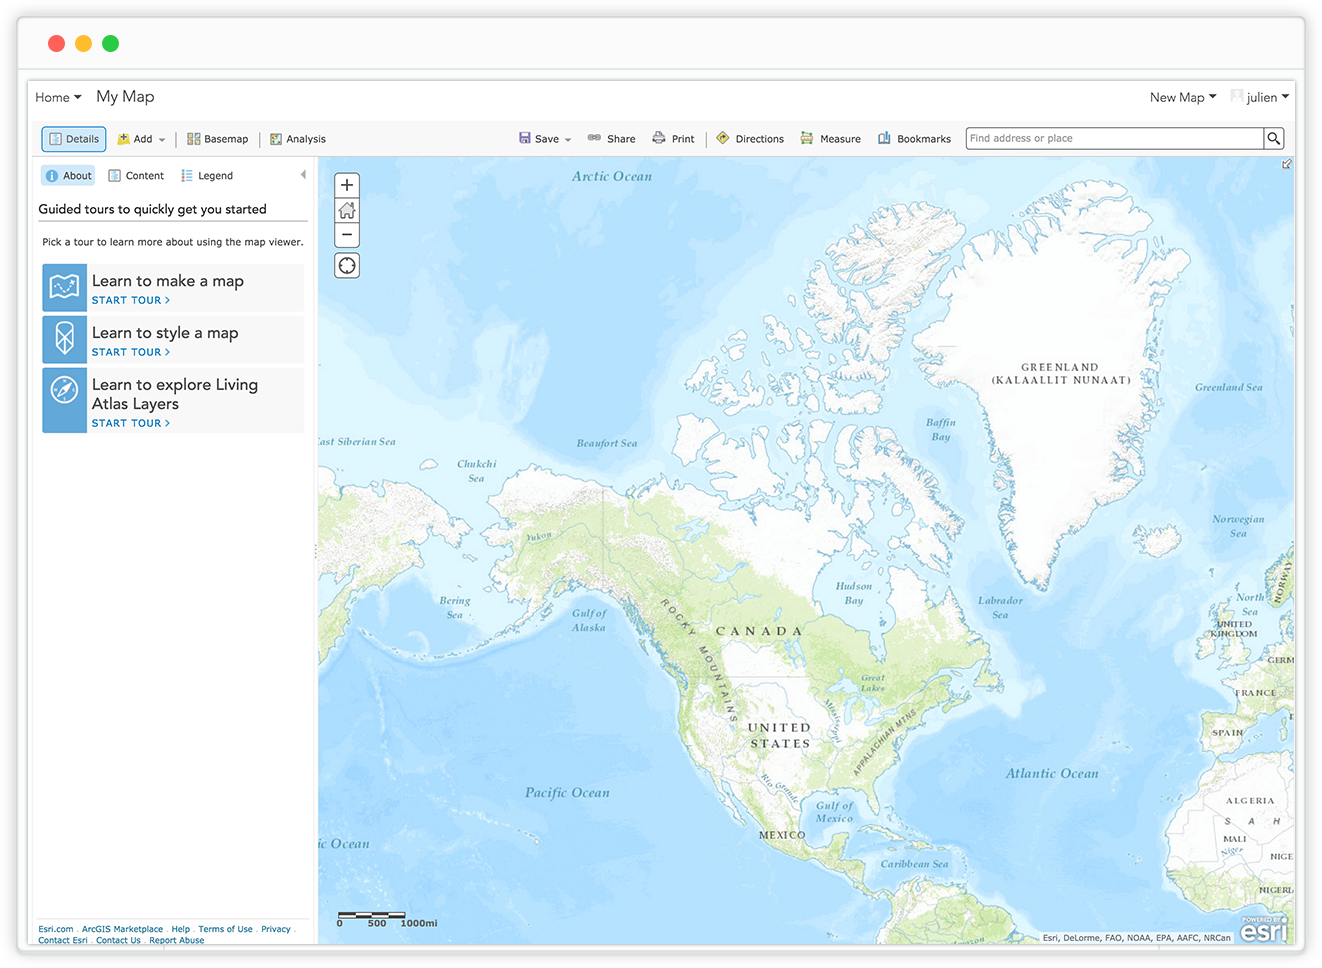 Home My Map New Map julien
Details Add Basemap Analysis Save Share Print Directions Measure Bookmarks Find address or place
About Content Legend
Guided tours to quickly get you started
Pick a tour to learn more about using the map viewer.
Learn to make a map
START TOUR >
Learn to style a map
START TOUR >
Learn to explore Living
Atlas Layers
START TOUR >
Esri.com . ArcGIS Marketplace . Help . Terms of Use . Privacy .
Contact Esri . Contact Us . Report Abuse
+
−
Arctic Ocean
GREENLAND
(KALAALLIT NUNAAT)
Greenland Sea
Baffin
Bay
Beaufort Sea
East Siberian Sea
Chukchi
Sea
Norwegian
Sea
Yukon
NORWAY
Hudson
Bay
Labrador
Sea
North
Sea
Bering
Sea
Gulf of
Alaska
ROCKY MOUNTAINS
CANADA
UNITED
KINGDOM
GERM
Great
Lakes
FRANCE
Mississippi
UNITED
STATES
APPALACHIAN MTNS
SPAIN
Atlantic Ocean
Rio Grande
Pacific Ocean
Gulf of
Mexico
MEXICO
ALGERIA
S A H
MALI
Niger
NIGE
ic Ocean
Caribbean Sea
NIGERI
Amazon
0 500 1000mi
Esri, DeLorme, FAO, NOAA, EPA, AAFC, NRCan
POWERED BY
esri